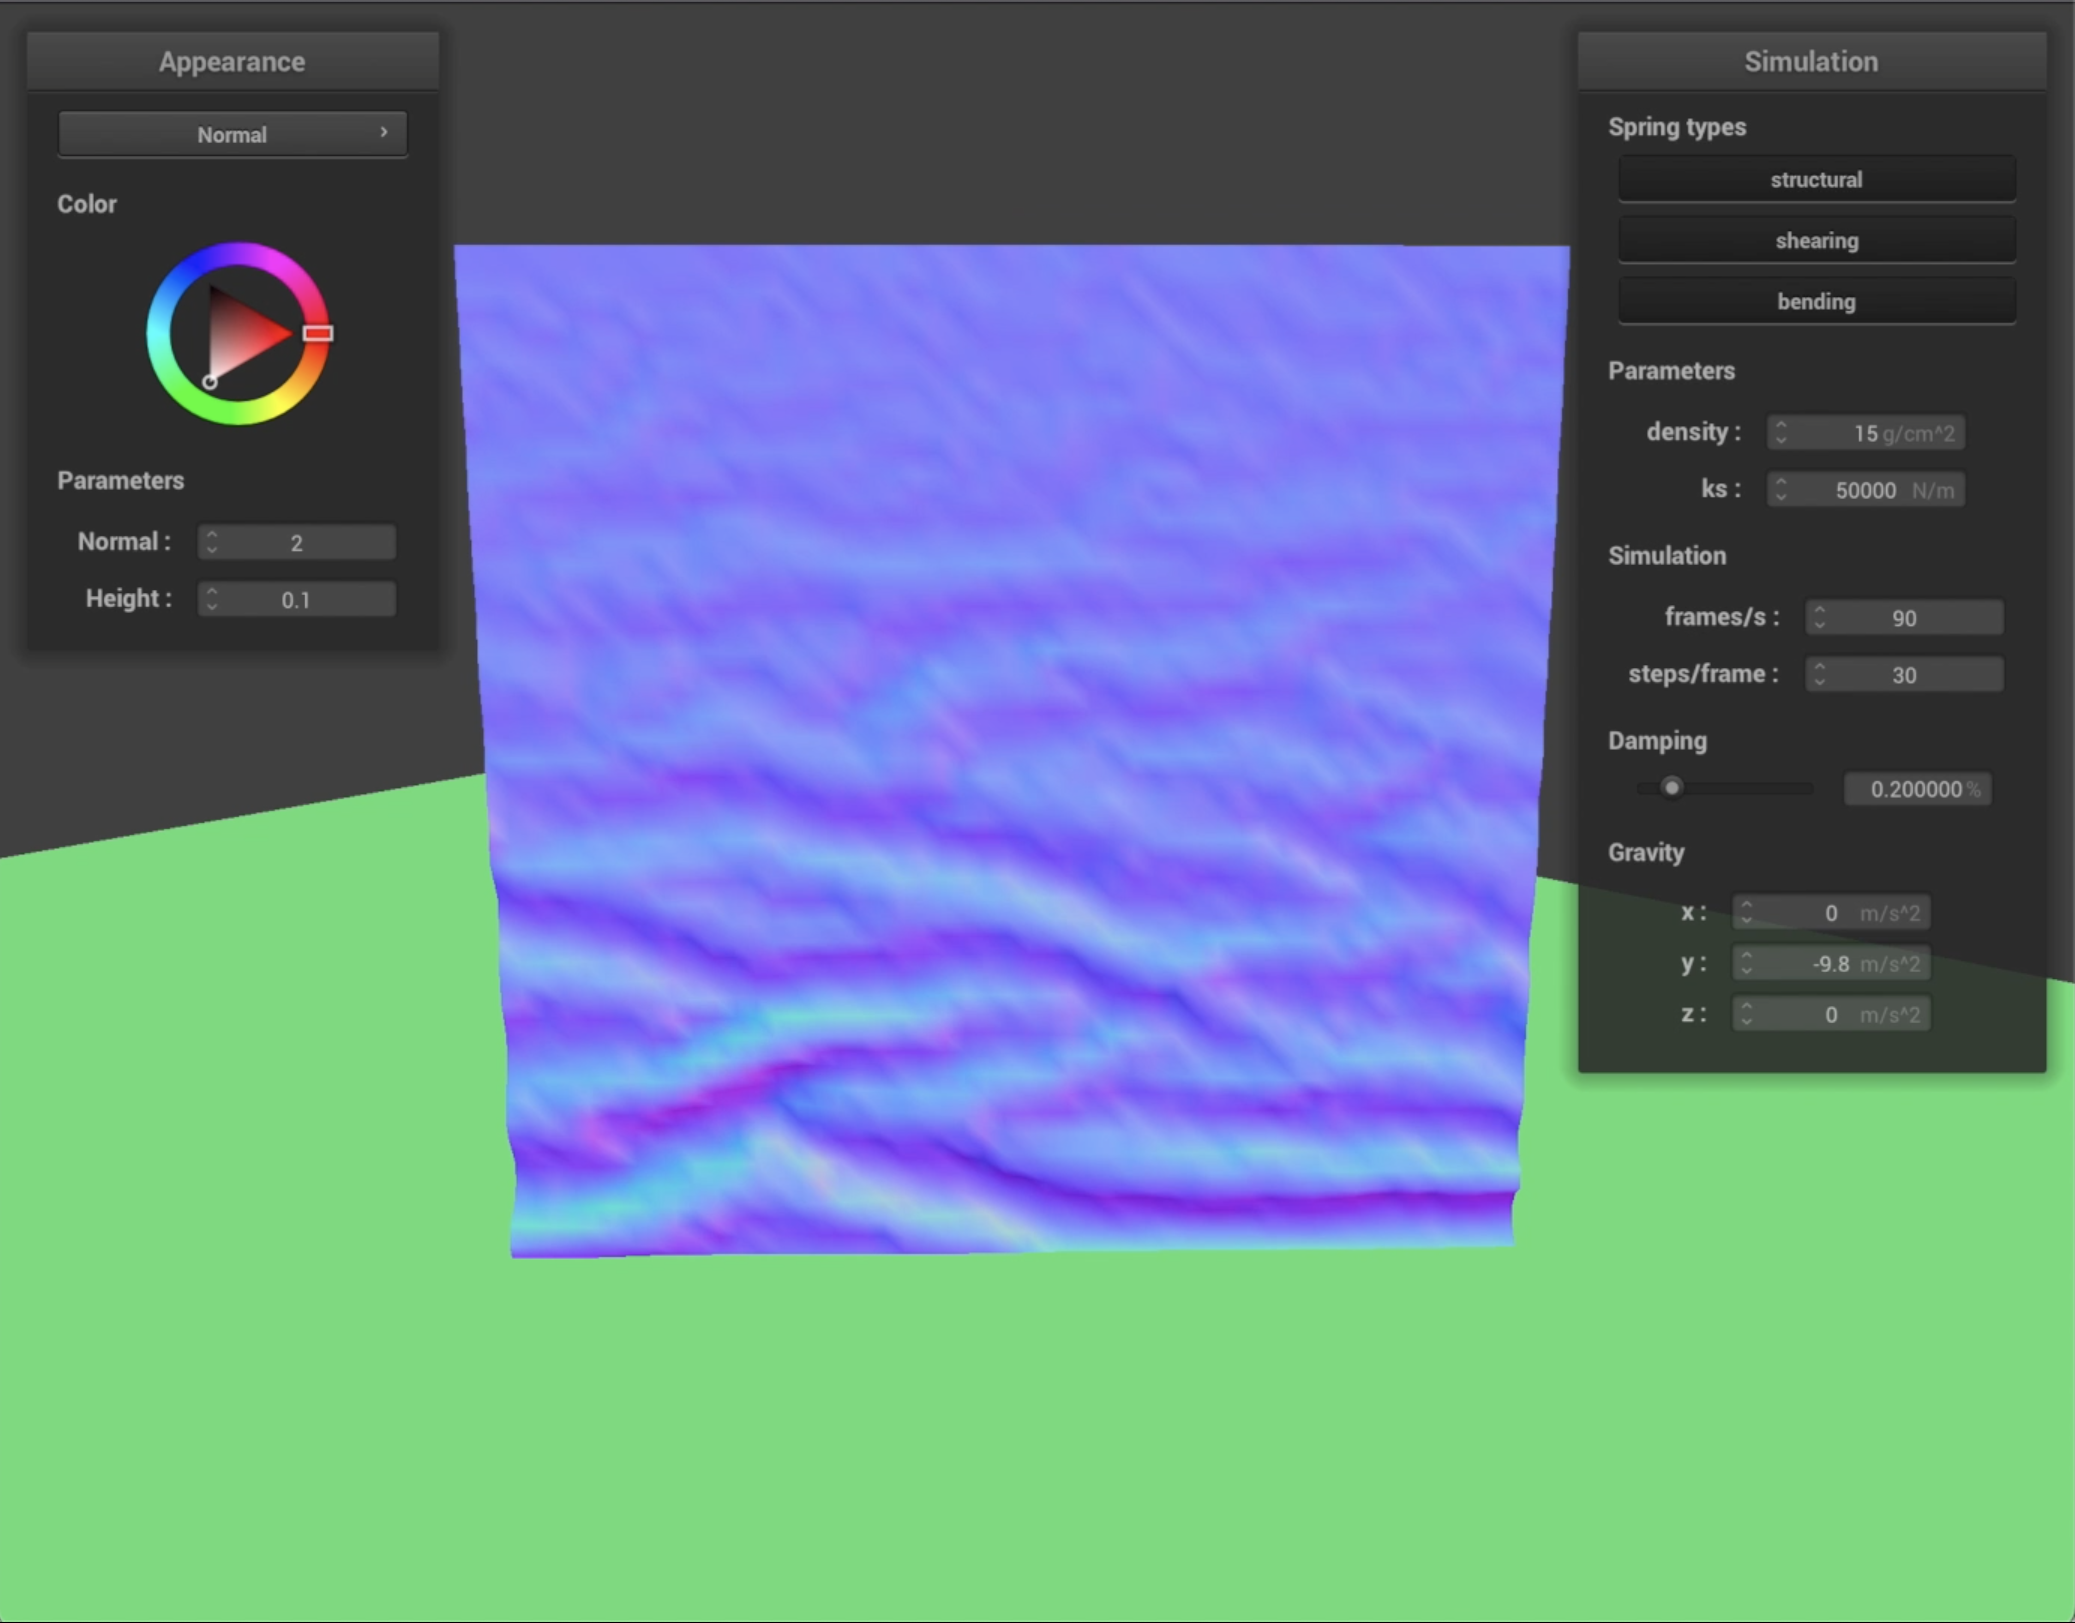 Appearance
Normal
Color
Parameters
Normal :
2
Height :
0.1
Simulation
Spring types
structural
shearing
bending
Parameters
density : 15 g/cm^2
ks : 50000 N/m
Simulation
frames/s : 90
steps/frame : 30
Damping
0.200000 %
Gravity
x : 0 m/s^2
y : -9.8 m/s^2
z : 0 m/s^2